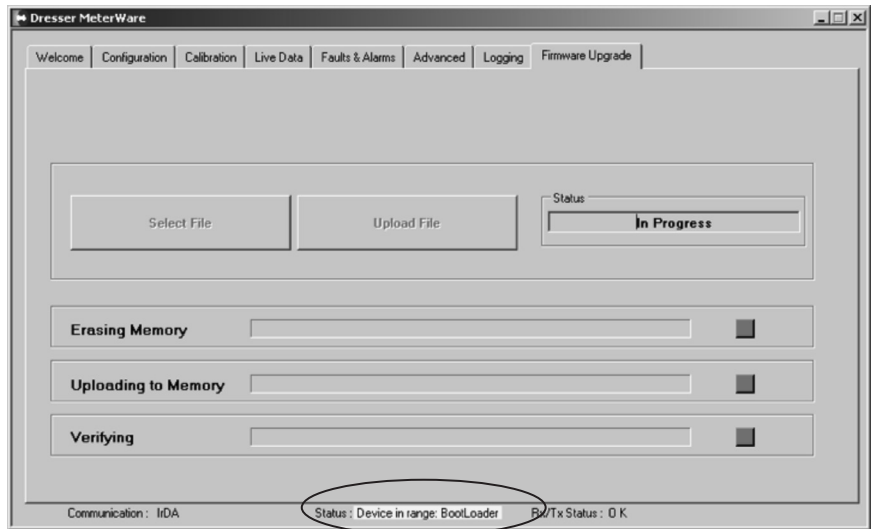 Dresser MeterWare
Welcome Configuration Calibration Live Data Faults & Alarms Advanced Logging Firmware Upgrade
Status
Select File Upload File In Progress
Erasing Memory
Uploading to Memory
Verifying
Communication : IrDA Status : Device in range: BootLoader Rx/Tx Status : O K